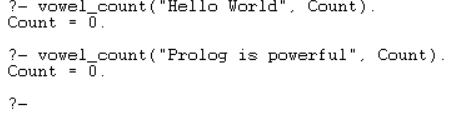 ?- vowel_count("Hello World", Count).
Count = 0.
?- vowel_count("Prolog is powerful", Count).
Count = 0.
?-